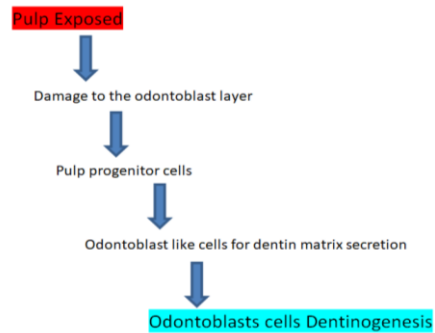 Pulp Exposed
Damage to the odontoblast layer
Pulp progenitor cells
Odontoblast like cells for dentin matrix secretion
Odontoblasts cells Dentinogenesis